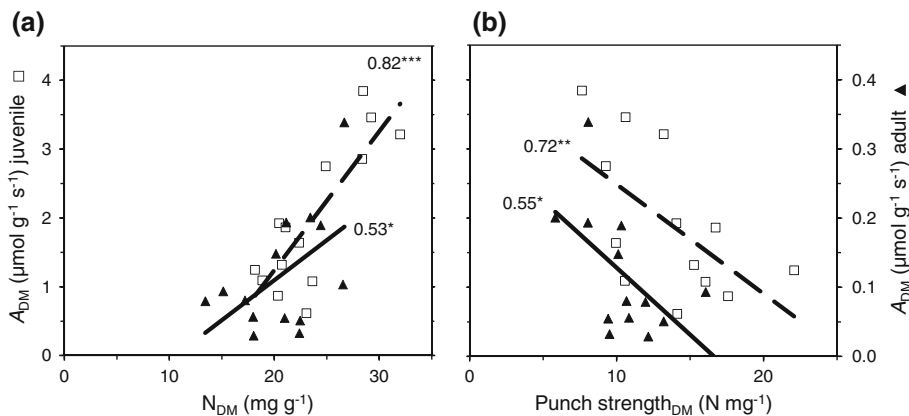 (a)
(b)
A_DM (µmol g⁻¹ s⁻¹) juvenile □
4
3
2
1
0
0.82***
0.53*
0 10 20 30
N_DM (mg g⁻¹)
0.72**
0.55*
0 10 20
Punch strength_DM (N mg⁻¹)
0.4
0.3
0.2
0.1
0.0
A_DM (µmol g⁻¹ s⁻¹) adult ▲